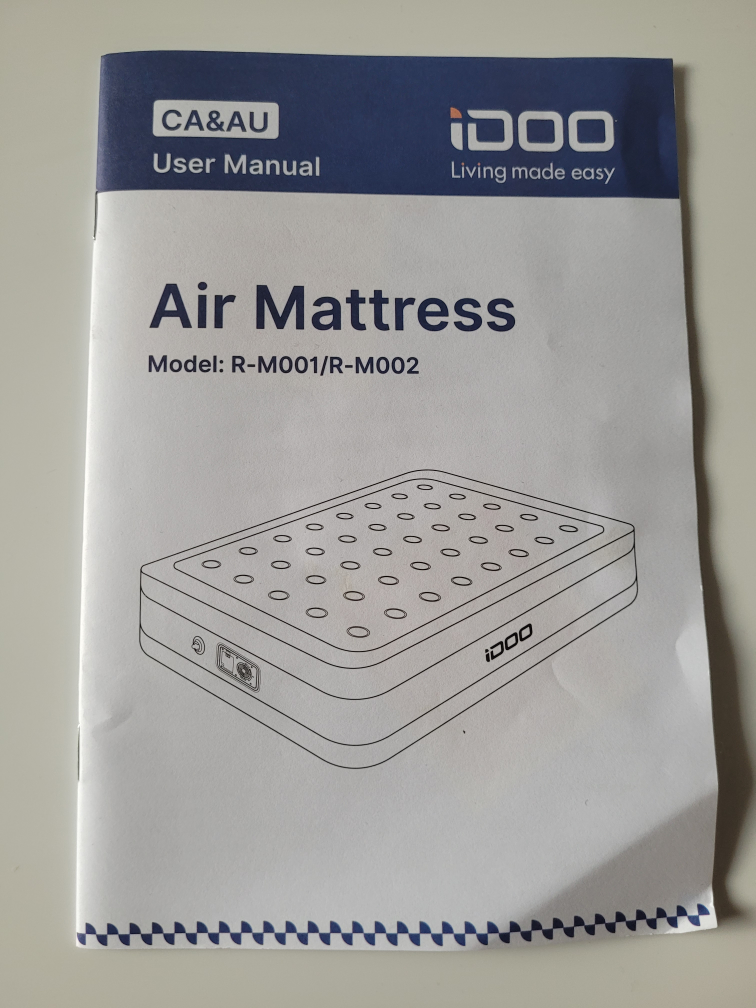 CA&AU
User Manual
iDOO
Living made easy
Air Mattress
Model: R-M001/R-M002
iDOO